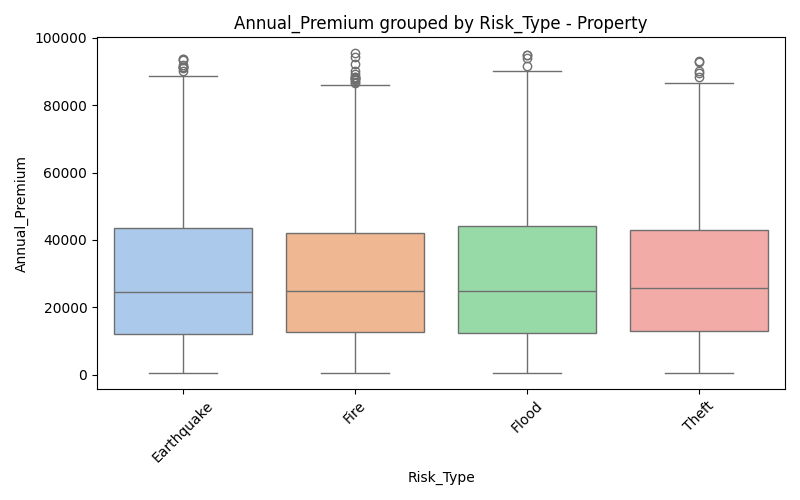 Annual_Premium grouped by Risk_Type - Property
Annual_Premium
100000
80000
60000
40000
20000
0
Earthquake
Fire
Flood
Theft
Risk_Type